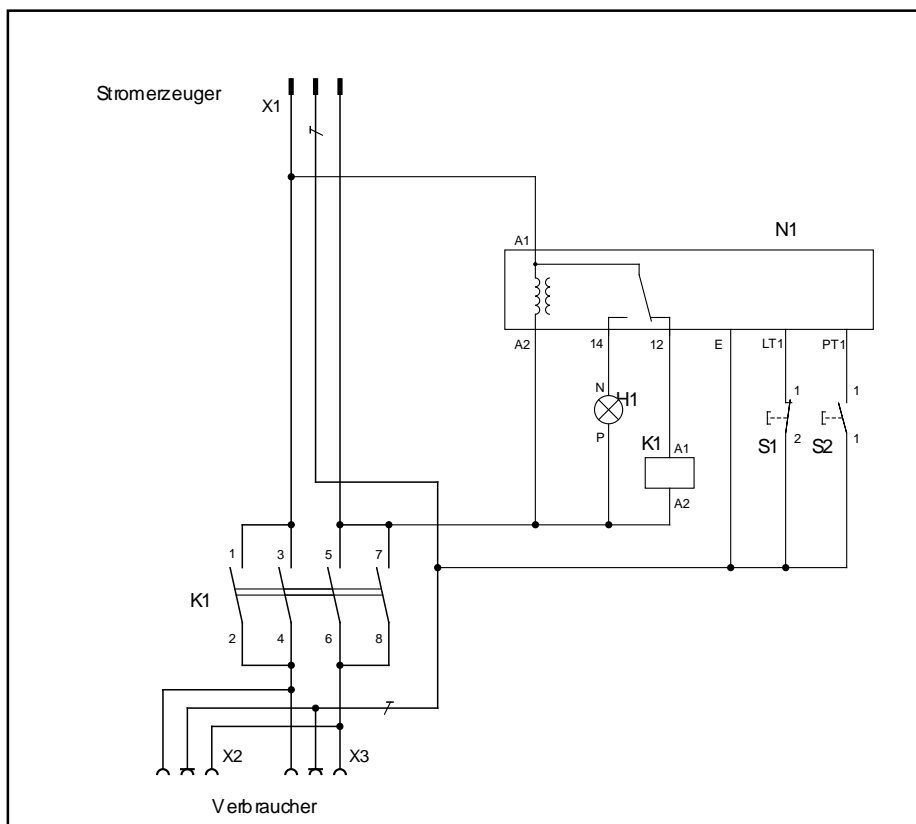 Stromerzeuger
X1
N1
A1
A2
14
12
E
LT1
PT1
N
H1
P
K1
A1
A2
1
S1
2
1
S2
1
1
3
5
7
K1
2
4
6
8
X2
X3
Verbraucher